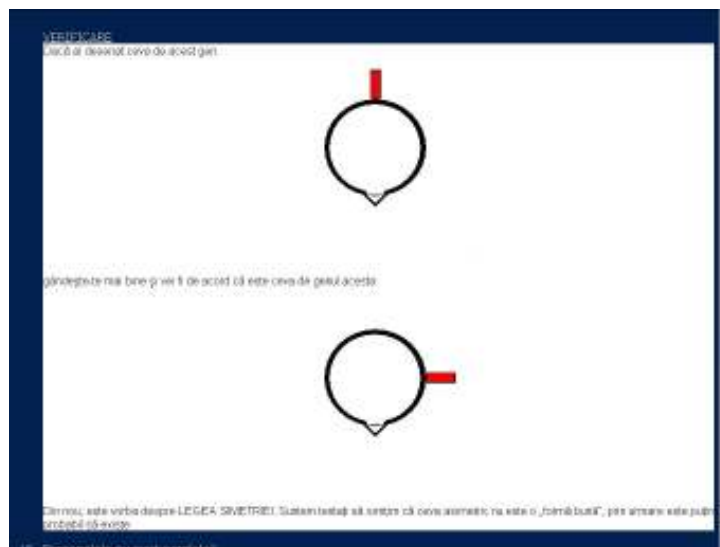 VERIFICARE:
Dacă ai desenat ceva de acest gen
gândeşte-te mai bine şi vei fi de acord că este ceva de genul acesta:
Din nou, este vorba despre LEGEA SIMETRIEI. Suntem tentaţi să simţim că ceva asimetric nu este o „formă bună”, prin urmare este puţin
probabil să existe